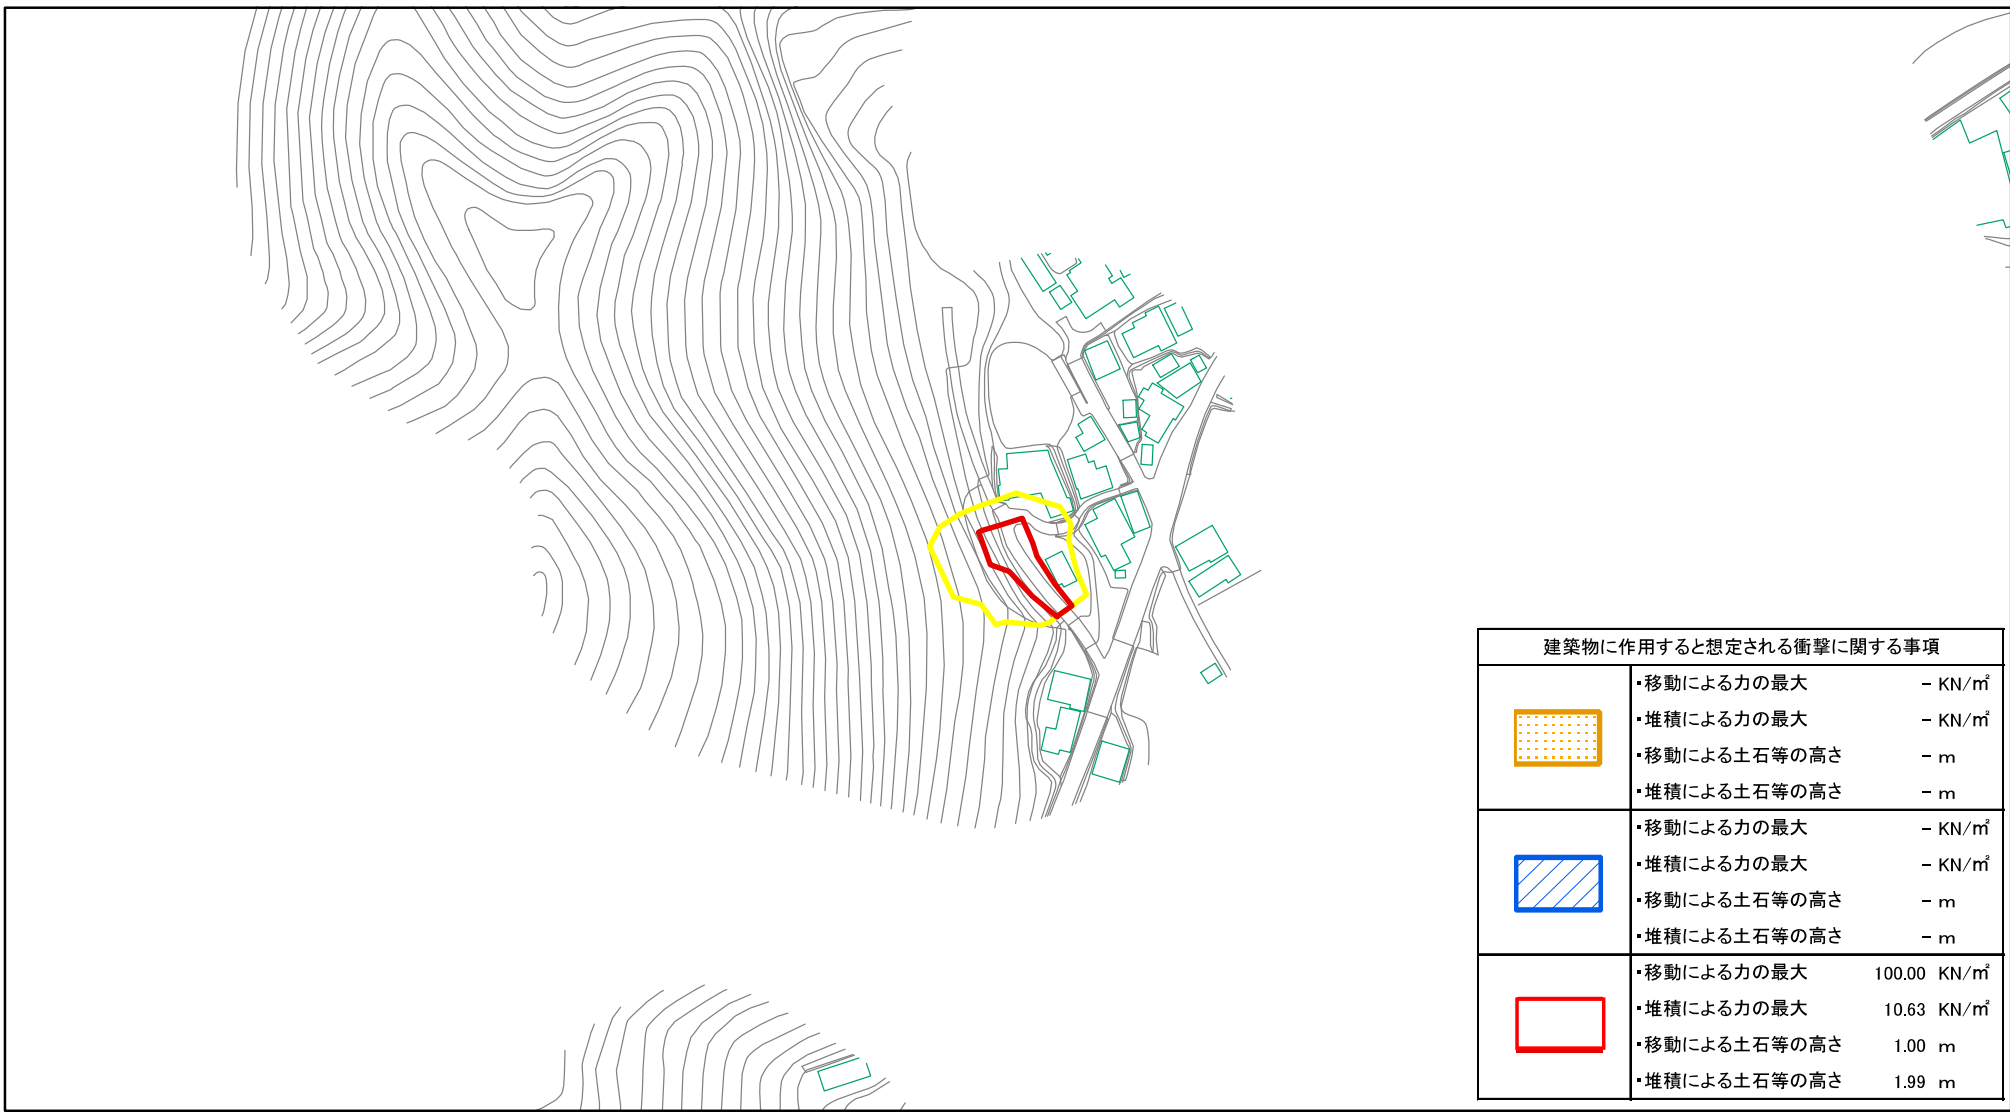 建築物に作用すると想定される衝撃に関する事項
・移動による力の最大 - KN/㎡
・堆積による力の最大 - KN/㎡
・移動による土石等の高さ - m
・堆積による土石等の高さ - m
・移動による力の最大 - KN/㎡
・堆積による力の最大 - KN/㎡
・移動による土石等の高さ - m
・堆積による土石等の高さ - m
・移動による力の最大 100.00 KN/㎡
・堆積による力の最大 10.63 KN/㎡
・移動による土石等の高さ 1.00 m
・堆積による土石等の高さ 1.99 m